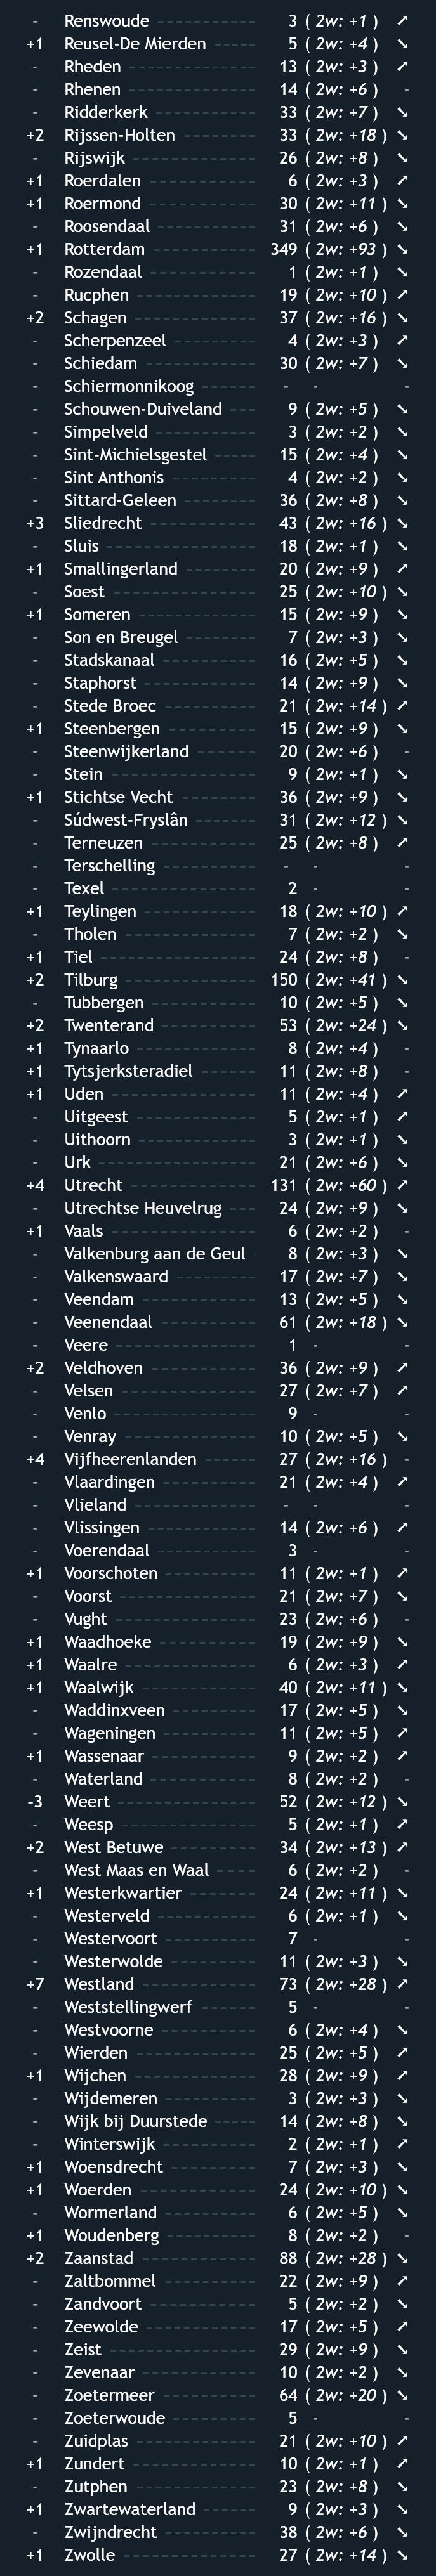 - Renswoude 3 ( 2w: +1 ) ➚
+1 Reusel-De Mierden 5 ( 2w: +4 ) ➘
- Rheden 13 ( 2w: +3 ) ➚
- Rhenen 14 ( 2w: +6 ) -
- Ridderkerk 33 ( 2w: +7 ) ➘
+2 Rijssen-Holten 33 ( 2w: +18 ) ➘
- Rijswijk 26 ( 2w: +8 ) ➘
+1 Roerdalen 6 ( 2w: +3 ) ➚
+1 Roermond 30 ( 2w: +11 ) ➘
- Roosendaal 31 ( 2w: +6 ) ➘
+1 Rotterdam 349 ( 2w: +93 ) ➘
- Rozendaal 1 ( 2w: +1 ) ➘
- Rucphen 19 ( 2w: +10 ) ➚
+2 Schagen 37 ( 2w: +16 ) ➘
- Scherpenzeel 4 ( 2w: +3 ) ➚
- Schiedam 30 ( 2w: +7 ) ➘
- Schiermonnikoog - - -
- Schouwen-Duiveland 9 ( 2w: +5 ) ➘
- Simpelveld 3 ( 2w: +2 ) ➘
- Sint-Michielsgestel 15 ( 2w: +4 ) ➘
- Sint Anthonis 4 ( 2w: +2 ) ➘
- Sittard-Geleen 36 ( 2w: +8 ) ➘
+3 Sliedrecht 43 ( 2w: +16 ) ➘
- Sluis 18 ( 2w: +1 ) ➘
+1 Smallingerland 20 ( 2w: +9 ) ➚
- Soest 25 ( 2w: +10 ) ➘
+1 Someren 15 ( 2w: +9 ) ➘
- Son en Breugel 7 ( 2w: +3 ) ➘
- Stadskanaal 16 ( 2w: +5 ) ➘
- Staphorst 14 ( 2w: +9 ) ➘
- Stede Broec 21 ( 2w: +14 ) ➚
+1 Steenbergen 15 ( 2w: +9 ) ➘
- Steenwijkerland 20 ( 2w: +6 ) -
- Stein 9 ( 2w: +1 ) ➘
+1 Stichtse Vecht 36 ( 2w: +9 ) ➘
- Súdwest-Fryslân 31 ( 2w: +12 ) ➘
- Terneuzen 25 ( 2w: +8 ) ➚
- Terschelling - - -
- Texel 2 - -
+1 Teylingen 18 ( 2w: +10 ) ➚
- Tholen 7 ( 2w: +2 ) ➘
+1 Tiel 24 ( 2w: +8 ) -
+2 Tilburg 150 ( 2w: +41 ) ➘
- Tubbergen 10 ( 2w: +5 ) ➘
+2 Twenterand 53 ( 2w: +24 ) ➘
+1 Tynaarlo 8 ( 2w: +4 ) -
+1 Tytsjerksteradiel 11 ( 2w: +8 ) -
+1 Uden 11 ( 2w: +4 ) ➚
- Uitgeest 5 ( 2w: +1 ) ➚
- Uithoorn 3 ( 2w: +1 ) ➘
- Urk 21 ( 2w: +6 ) ➘
+4 Utrecht 131 ( 2w: +60 ) ➚
- Utrechtse Heuvelrug 24 ( 2w: +9 ) ➘
+1 Vaals 6 ( 2w: +2 ) -
- Valkenburg aan de Geul 8 ( 2w: +3 ) ➘
- Valkenswaard 17 ( 2w: +7 ) ➘
- Veendam 13 ( 2w: +5 ) ➘
- Veenendaal 61 ( 2w: +18 ) ➘
- Veere 1 - -
+2 Veldhoven 36 ( 2w: +9 ) ➚
- Velsen 27 ( 2w: +7 ) ➚
- Venlo 9 - -
- Venray 10 ( 2w: +5 ) ➘
+4 Vijfheerenlanden 27 ( 2w: +16 ) -
- Vlaardingen 21 ( 2w: +4 ) ➚
- Vlieland - - -
- Vlissingen 14 ( 2w: +6 ) ➚
- Voerendaal 3 - -
+1 Voorschoten 11 ( 2w: +1 ) ➚
- Voorst 21 ( 2w: +7 ) ➘
- Vught 23 ( 2w: +6 ) -
+1 Waadhoeke 19 ( 2w: +9 ) ➘
+1 Waalre 6 ( 2w: +3 ) ➚
+1 Waalwijk 40 ( 2w: +11 ) ➘
- Waddinxveen 17 ( 2w: +5 ) ➘
- Wageningen 11 ( 2w: +5 ) ➚
+1 Wassenaar 9 ( 2w: +2 ) ➚
- Waterland 8 ( 2w: +2 ) -
-3 Weert 52 ( 2w: +12 ) ➘
- Weesp 5 ( 2w: +1 ) ➚
+2 West Betuwe 34 ( 2w: +13 ) ➚
- West Maas en Waal 6 ( 2w: +2 ) -
+1 Westerkwartier 24 ( 2w: +11 ) ➘
- Westerveld 6 ( 2w: +1 ) ➘
- Westervoort 7 - -
- Westerwolde 11 ( 2w: +3 ) ➘
+7 Westland 73 ( 2w: +28 ) ➚
- Weststellingwerf 5 - -
- Westvoorne 6 ( 2w: +4 ) ➘
- Wierden 25 ( 2w: +5 ) ➚
+1 Wijchen 28 ( 2w: +9 ) ➚
- Wijdemeren 3 ( 2w: +3 ) ➘
- Wijk bij Duurstede 14 ( 2w: +8 ) ➘
- Winterswijk 2 ( 2w: +1 ) ➚
+1 Woensdrecht 7 ( 2w: +3 ) ➘
+1 Woerden 24 ( 2w: +10 ) ➘
- Wormerland 6 ( 2w: +5 ) ➘
+1 Woudenberg 8 ( 2w: +2 ) -
+2 Zaanstad 88 ( 2w: +28 ) ➘
- Zaltbommel 22 ( 2w: +9 ) ➚
- Zandvoort 5 ( 2w: +2 ) ➘
- Zeewolde 17 ( 2w: +5 ) ➚
- Zeist 29 ( 2w: +9 ) ➘
- Zevenaar 10 ( 2w: +2 ) ➘
- Zoetermeer 64 ( 2w: +20 ) ➘
- Zoeterwoude 5 - -
- Zuidplas 21 ( 2w: +10 ) ➚
+1 Zundert 10 ( 2w: +1 ) ➚
- Zutphen 23 ( 2w: +8 ) ➘
+1 Zwartewaterland 9 ( 2w: +3 ) ➘
- Zwijndrecht 38 ( 2w: +6 ) ➘
+1 Zwolle 27 ( 2w: +14 ) ➘